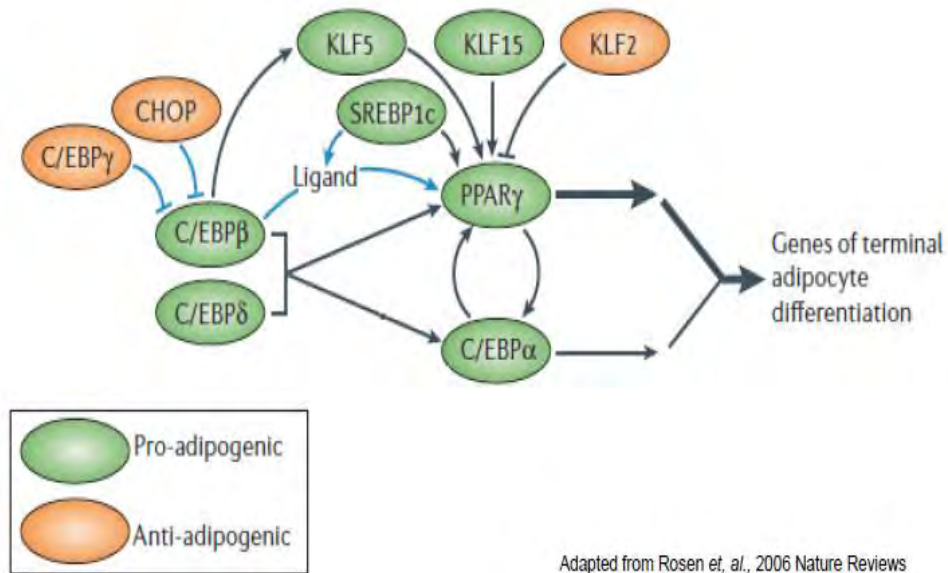 KLF5
KLF15
KLF2
CHOP
SREBP1c
C/EBPγ
Ligand
PPARγ
C/EBPβ
Genes of terminal
adipocyte
differentiation
C/EBPδ
C/EBPα
Pro-adipogenic
Anti-adipogenic
Adapted from Rosen et, al., 2006 Nature Reviews